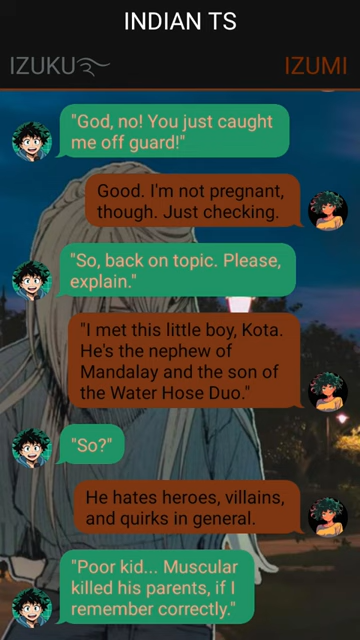 INDIAN TS
IZUKU
IZUMI
"God, no! You just caught
me off guard!"
Good. I'm not pregnant,
though. Just checking.
"So, back on topic. Please,
explain."
"I met this little boy, Kota.
He's the nephew of
Mandalay and the son of
the Water Hose Duo."
"So?"
He hates heroes, villains,
and quirks in general.
"Poor kid... Muscular
killed his parents, if I
remember correctly."